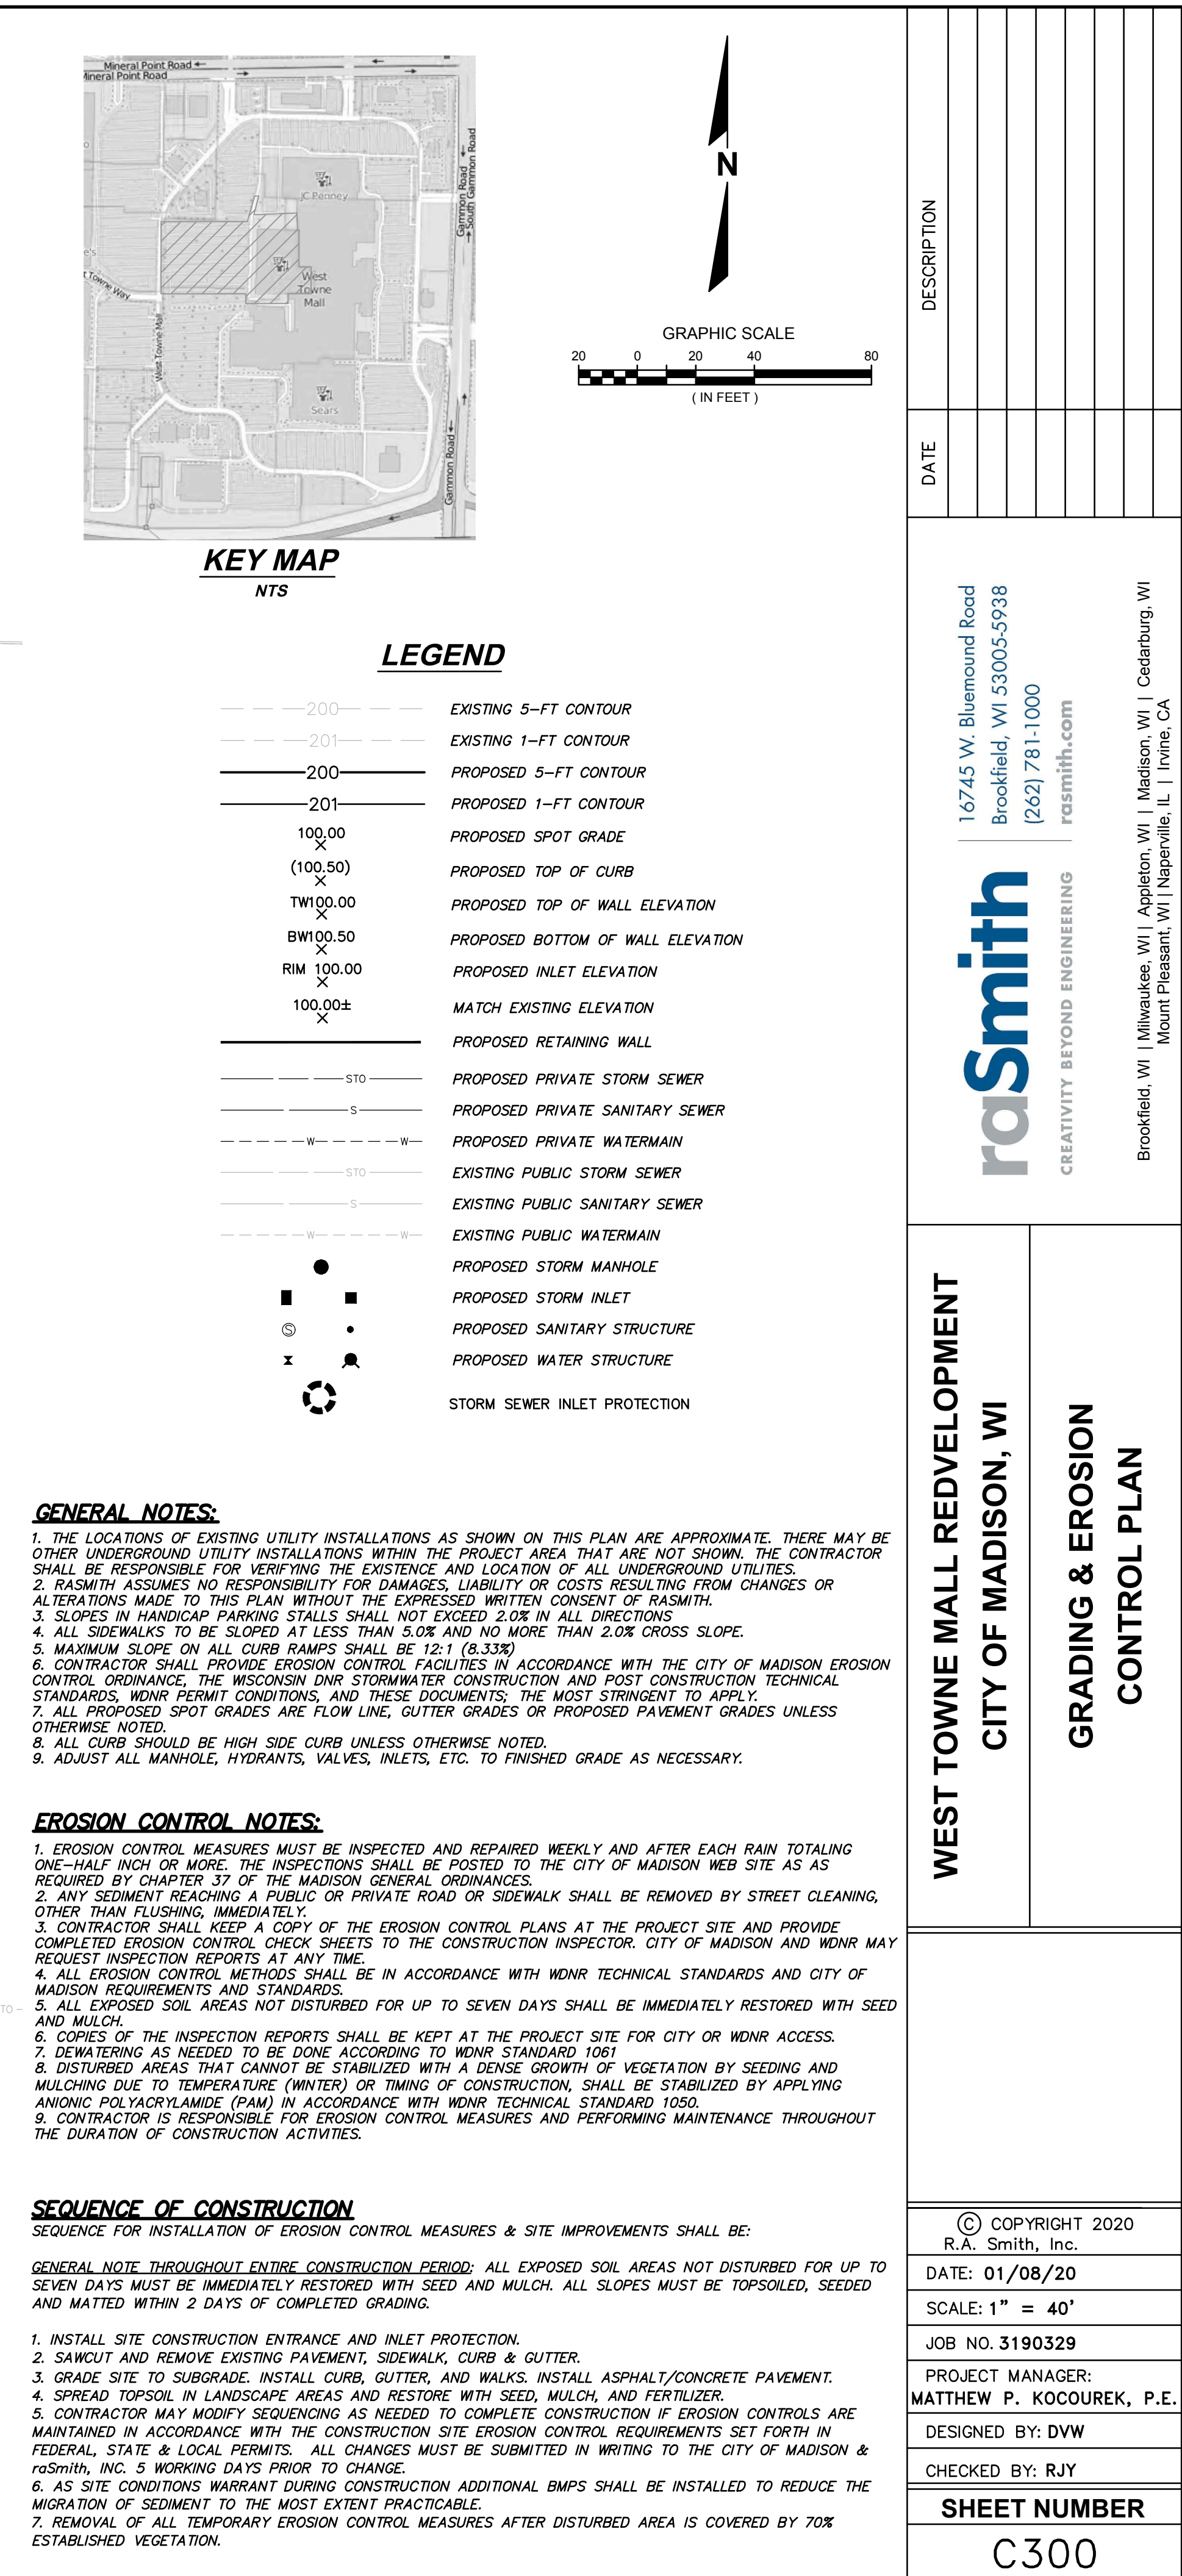 Mineral Point Road
Mineral Point Road
JC Penney
Gammon Road
South Gammon Road
e's
t Towne Way
West
Towne
Mall
West Towne Mall
Sears
Gammon Road
KEY MAP
NTS
N
GRAPHIC SCALE
20 0 20 40 80
( IN FEET )
LEGEND
200 EXISTING 5-FT CONTOUR
201 EXISTING 1-FT CONTOUR
200 PROPOSED 5-FT CONTOUR
201 PROPOSED 1-FT CONTOUR
100.00 PROPOSED SPOT GRADE
(100.50) PROPOSED TOP OF CURB
TW100.00 PROPOSED TOP OF WALL ELEVATION
BW100.50 PROPOSED BOTTOM OF WALL ELEVATION
RIM 100.00 PROPOSED INLET ELEVATION
100.00± MATCH EXISTING ELEVATION
PROPOSED RETAINING WALL
STO PROPOSED PRIVATE STORM SEWER
S PROPOSED PRIVATE SANITARY SEWER
W W PROPOSED PRIVATE WATERMAIN
STO EXISTING PUBLIC STORM SEWER
S EXISTING PUBLIC SANITARY SEWER
W W EXISTING PUBLIC WATERMAIN
PROPOSED STORM MANHOLE
PROPOSED STORM INLET
S PROPOSED SANITARY STRUCTURE
PROPOSED WATER STRUCTURE
STORM SEWER INLET PROTECTION
GENERAL NOTES:
1. THE LOCATIONS OF EXISTING UTILITY INSTALLATIONS AS SHOWN ON THIS PLAN ARE APPROXIMATE. THERE MAY BE
OTHER UNDERGROUND UTILITY INSTALLATIONS WITHIN THE PROJECT AREA THAT ARE NOT SHOWN. THE CONTRACTOR
SHALL BE RESPONSIBLE FOR VERIFYING THE EXISTENCE AND LOCATION OF ALL UNDERGROUND UTILITIES.
2. RASMITH ASSUMES NO RESPONSIBILITY FOR DAMAGES, LIABILITY OR COSTS RESULTING FROM CHANGES OR
ALTERATIONS MADE TO THIS PLAN WITHOUT THE EXPRESSED WRITTEN CONSENT OF RASMITH.
3. SLOPES IN HANDICAP PARKING STALLS SHALL NOT EXCEED 2.0% IN ALL DIRECTIONS
4. ALL SIDEWALKS TO BE SLOPED AT LESS THAN 5.0% AND NO MORE THAN 2.0% CROSS SLOPE.
5. MAXIMUM SLOPE ON ALL CURB RAMPS SHALL BE 12:1 (8.33%)
6. CONTRACTOR SHALL PROVIDE EROSION CONTROL FACILITIES IN ACCORDANCE WITH THE CITY OF MADISON EROSION
CONTROL ORDINANCE, THE WISCONSIN DNR STORMWATER CONSTRUCTION AND POST CONSTRUCTION TECHNICAL
STANDARDS, WDNR PERMIT CONDITIONS, AND THESE DOCUMENTS; THE MOST STRINGENT TO APPLY.
7. ALL PROPOSED SPOT GRADES ARE FLOW LINE, GUTTER GRADES OR PROPOSED PAVEMENT GRADES UNLESS
OTHERWISE NOTED.
8. ALL CURB SHOULD BE HIGH SIDE CURB UNLESS OTHERWISE NOTED.
9. ADJUST ALL MANHOLE, HYDRANTS, VALVES, INLETS, ETC. TO FINISHED GRADE AS NECESSARY.
EROSION CONTROL NOTES:
1. EROSION CONTROL MEASURES MUST BE INSPECTED AND REPAIRED WEEKLY AND AFTER EACH RAIN TOTALING
ONE-HALF INCH OR MORE. THE INSPECTIONS SHALL BE POSTED TO THE CITY OF MADISON WEB SITE AS AS
REQUIRED BY CHAPTER 37 OF THE MADISON GENERAL ORDINANCES.
2. ANY SEDIMENT REACHING A PUBLIC OR PRIVATE ROAD OR SIDEWALK SHALL BE REMOVED BY STREET CLEANING,
OTHER THAN FLUSHING, IMMEDIATELY.
3. CONTRACTOR SHALL KEEP A COPY OF THE EROSION CONTROL PLANS AT THE PROJECT SITE AND PROVIDE
COMPLETED EROSION CONTROL CHECK SHEETS TO THE CONSTRUCTION INSPECTOR. CITY OF MADISON AND WDNR MAY
REQUEST INSPECTION REPORTS AT ANY TIME.
4. ALL EROSION CONTROL METHODS SHALL BE IN ACCORDANCE WITH WDNR TECHNICAL STANDARDS AND CITY OF
MADISON REQUIREMENTS AND STANDARDS.
TO
5. ALL EXPOSED SOIL AREAS NOT DISTURBED FOR UP TO SEVEN DAYS SHALL BE IMMEDIATELY RESTORED WITH SEED
AND MULCH.
6. COPIES OF THE INSPECTION REPORTS SHALL BE KEPT AT THE PROJECT SITE FOR CITY OR WDNR ACCESS.
7. DEWATERING AS NEEDED TO BE DONE ACCORDING TO WDNR STANDARD 1061
8. DISTURBED AREAS THAT CANNOT BE STABILIZED WITH A DENSE GROWTH OF VEGETATION BY SEEDING AND
MULCHING DUE TO TEMPERATURE (WINTER) OR TIMING OF CONSTRUCTION, SHALL BE STABILIZED BY APPLYING
ANIONIC POLYACRYLAMIDE (PAM) IN ACCORDANCE WITH WDNR TECHNICAL STANDARD 1050.
9. CONTRACTOR IS RESPONSIBLE FOR EROSION CONTROL MEASURES AND PERFORMING MAINTENANCE THROUGHOUT
THE DURATION OF CONSTRUCTION ACTIVITIES.
SEQUENCE OF CONSTRUCTION
SEQUENCE FOR INSTALLATION OF EROSION CONTROL MEASURES & SITE IMPROVEMENTS SHALL BE:
GENERAL NOTE THROUGHOUT ENTIRE CONSTRUCTION PERIOD: ALL EXPOSED SOIL AREAS NOT DISTURBED FOR UP TO
SEVEN DAYS MUST BE IMMEDIATELY RESTORED WITH SEED AND MULCH. ALL SLOPES MUST BE TOPSOILED, SEEDED
AND MATTED WITHIN 2 DAYS OF COMPLETED GRADING.
1. INSTALL SITE CONSTRUCTION ENTRANCE AND INLET PROTECTION.
2. SAWCUT AND REMOVE EXISTING PAVEMENT, SIDEWALK, CURB & GUTTER.
3. GRADE SITE TO SUBGRADE. INSTALL CURB, GUTTER, AND WALKS. INSTALL ASPHALT/CONCRETE PAVEMENT.
4. SPREAD TOPSOIL IN LANDSCAPE AREAS AND RESTORE WITH SEED, MULCH, AND FERTILIZER.
5. CONTRACTOR MAY MODIFY SEQUENCING AS NEEDED TO COMPLETE CONSTRUCTION IF EROSION CONTROLS ARE
MAINTAINED IN ACCORDANCE WITH THE CONSTRUCTION SITE EROSION CONTROL REQUIREMENTS SET FORTH IN
FEDERAL, STATE & LOCAL PERMITS. ALL CHANGES MUST BE SUBMITTED IN WRITING TO THE CITY OF MADISON &
raSmith, INC. 5 WORKING DAYS PRIOR TO CHANGE.
6. AS SITE CONDITIONS WARRANT DURING CONSTRUCTION ADDITIONAL BMPS SHALL BE INSTALLED TO REDUCE THE
MIGRATION OF SEDIMENT TO THE MOST EXTENT PRACTICABLE.
7. REMOVAL OF ALL TEMPORARY EROSION CONTROL MEASURES AFTER DISTURBED AREA IS COVERED BY 70%
ESTABLISHED VEGETATION.
DESCRIPTION
DATE
16745 W. Bluemound Road
Brookfield, WI 53005-5938
(262) 781-1000
rasmith.com
raSmith
CREATIVITY BEYOND ENGINEERING
Brookfield, WI | Milwaukee, WI | Appleton, WI | Madison, WI | Cedarburg, WI
Mount Pleasant, WI | Naperville, IL | Irvine, CA
WEST TOWNE MALL REDVELOPMENT
CITY OF MADISON, WI
GRADING & EROSION
CONTROL PLAN
© COPYRIGHT 2020
R.A. Smith, Inc.
DATE: 01/08/20
SCALE: 1" = 40'
JOB NO. 3190329
PROJECT MANAGER:
MATTHEW P. KOCOUREK, P.E.
DESIGNED BY: DVW
CHECKED BY: RJY
SHEET NUMBER
C300